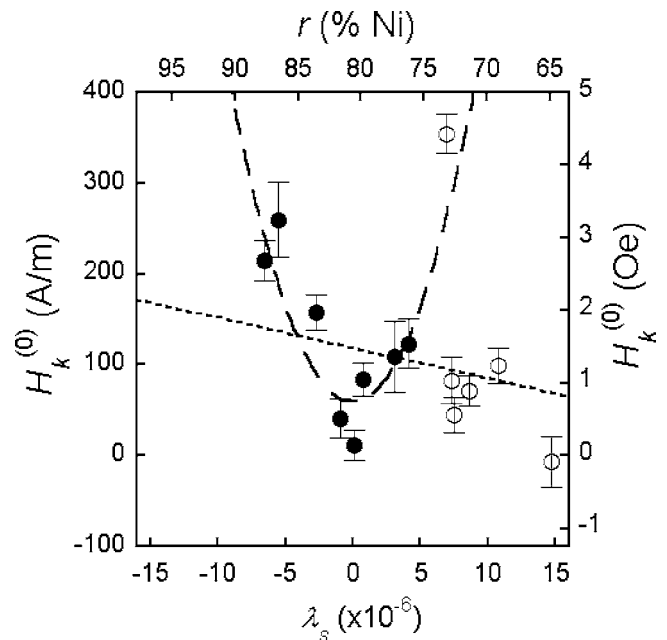 r (% Ni)
95 90 85 80 75 70 65
400 5
300 4
3
200 2
100 1
0 0
-100 -1
H_k^(0) (A/m)
H_k^(0) (Oe)
-15 -10 -5 0 5 10 15
λ_s (x10^-6)